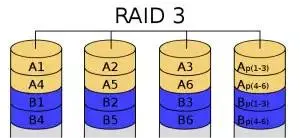 RAID 3
A1 A2 A3 Ap(1-3)
A4 A5 A6 Ap(4-6)
B1 B2 B3 Bp(1-3)
B4 B5 B6 Bp(4-6)